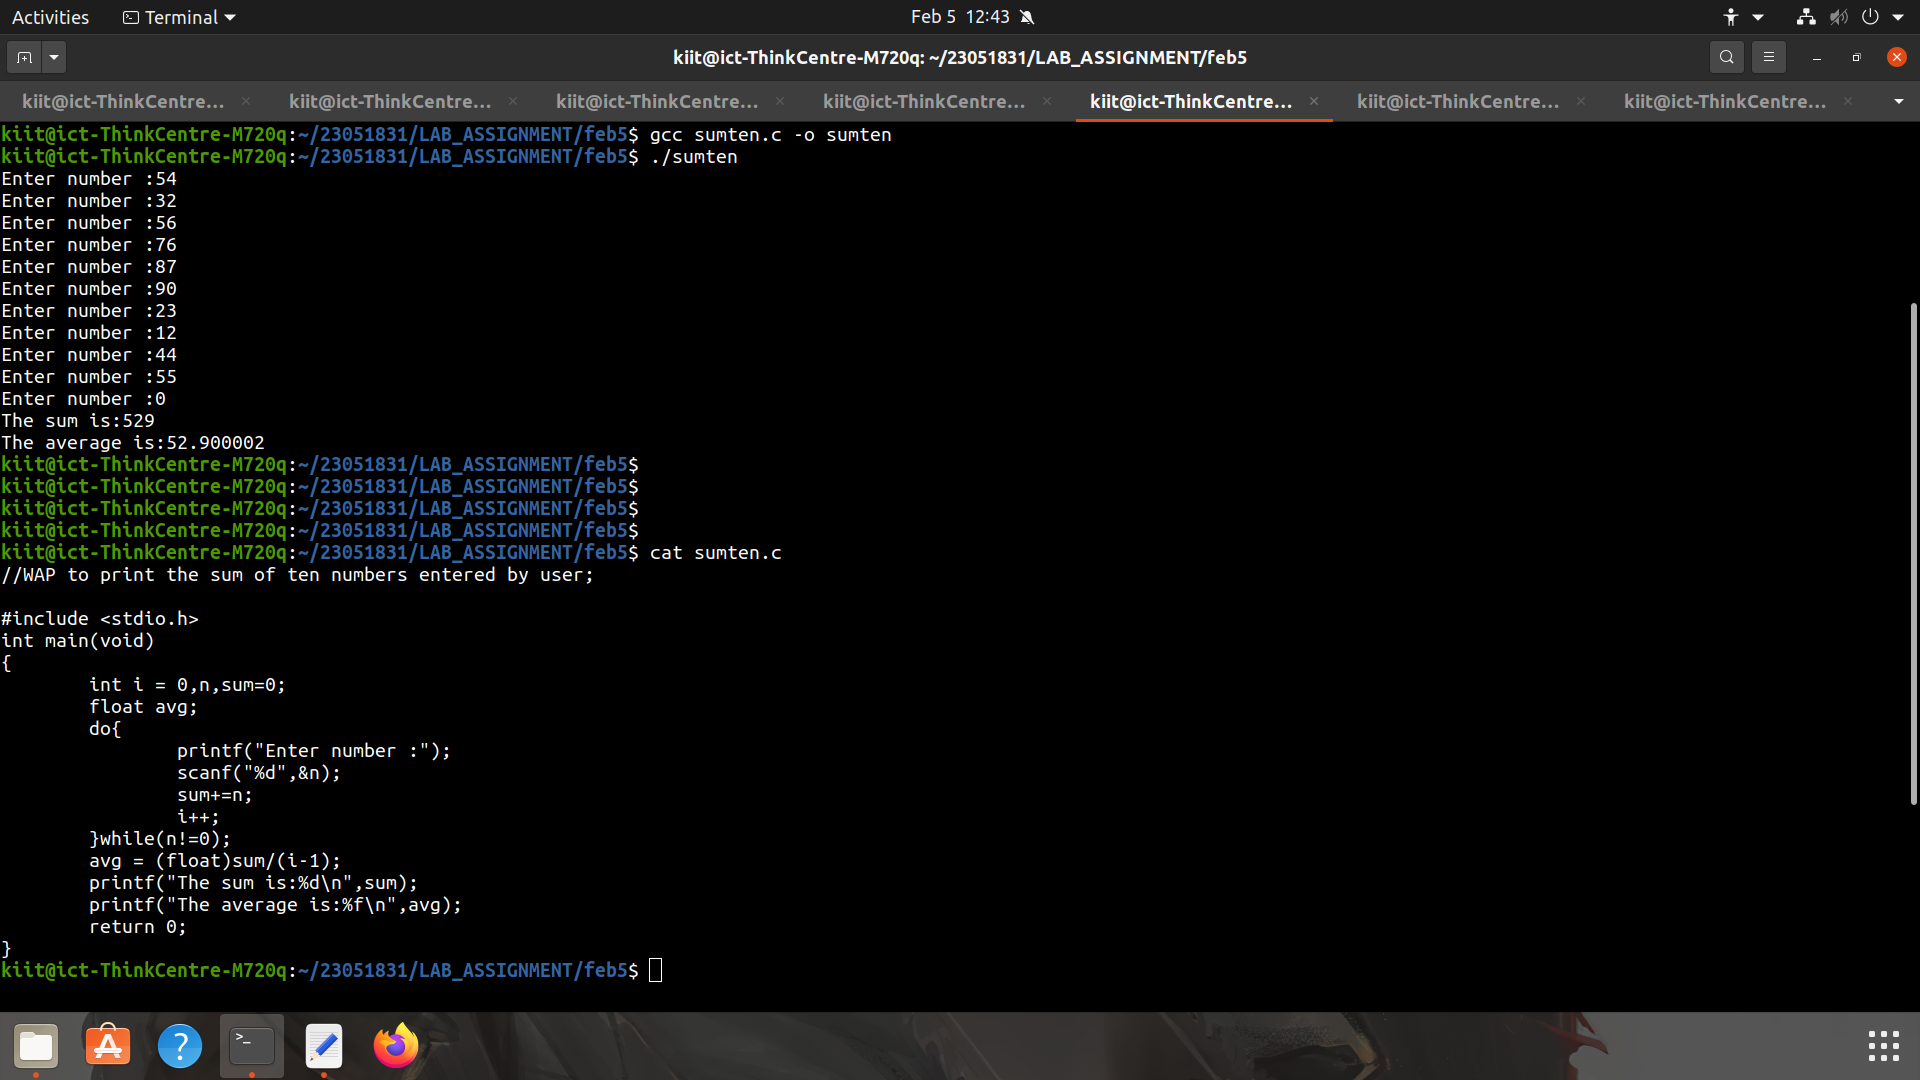 Activities Terminal Feb 5 12:43
kiit@ict-ThinkCentre-M720q: ~/23051831/LAB_ASSIGNMENT/feb5
kiit@ict-ThinkCentre... × kiit@ict-ThinkCentre... × kiit@ict-ThinkCentre... × kiit@ict-ThinkCentre... × kiit@ict-ThinkCentre... × kiit@ict-ThinkCentre... × kiit@ict-ThinkCentre... ×
kiit@ict-ThinkCentre-M720q:~/23051831/LAB_ASSIGNMENT/feb5$ gcc sumten.c -o sumten
kiit@ict-ThinkCentre-M720q:~/23051831/LAB_ASSIGNMENT/feb5$ ./sumten
Enter number :54
Enter number :32
Enter number :56
Enter number :76
Enter number :87
Enter number :90
Enter number :23
Enter number :12
Enter number :44
Enter number :55
Enter number :0
The sum is:529
The average is:52.900002
kiit@ict-ThinkCentre-M720q:~/23051831/LAB_ASSIGNMENT/feb5$
kiit@ict-ThinkCentre-M720q:~/23051831/LAB_ASSIGNMENT/feb5$
kiit@ict-ThinkCentre-M720q:~/23051831/LAB_ASSIGNMENT/feb5$
kiit@ict-ThinkCentre-M720q:~/23051831/LAB_ASSIGNMENT/feb5$
kiit@ict-ThinkCentre-M720q:~/23051831/LAB_ASSIGNMENT/feb5$ cat sumten.c
//WAP to print the sum of ten numbers entered by user;

#include <stdio.h>
int main(void)
{
        int i = 0,n,sum=0;
        float avg;
        do{
                printf("Enter number :");
                scanf("%d",&n);
                sum+=n;
                i++;
        }while(n!=0);
        avg = (float)sum/(i-1);
        printf("The sum is:%d\n",sum);
        printf("The average is:%f\n",avg);
        return 0;
}
kiit@ict-ThinkCentre-M720q:~/23051831/LAB_ASSIGNMENT/feb5$